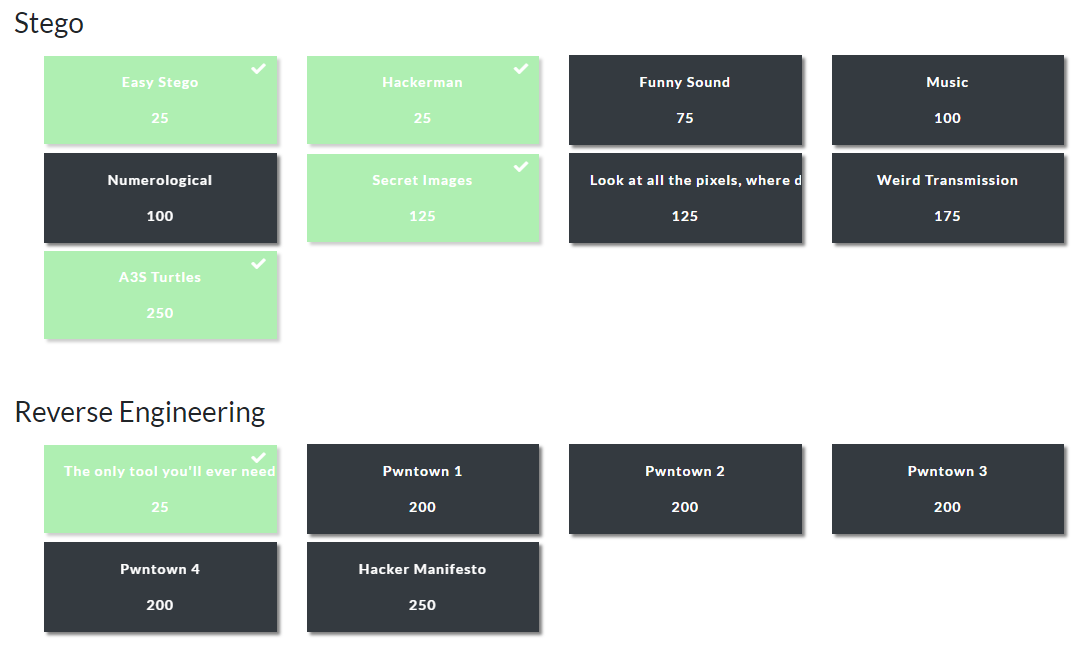 Stego
Easy Stego
25
Hackerman
25
Funny Sound
75
Music
100
Numerological
100
Secret Images
125
Look at all the pixels, where d
125
Weird Transmission
175
A3S Turtles
250
Reverse Engineering
The only tool you'll ever need
25
Pwntown 1
200
Pwntown 2
200
Pwntown 3
200
Pwntown 4
200
Hacker Manifesto
250